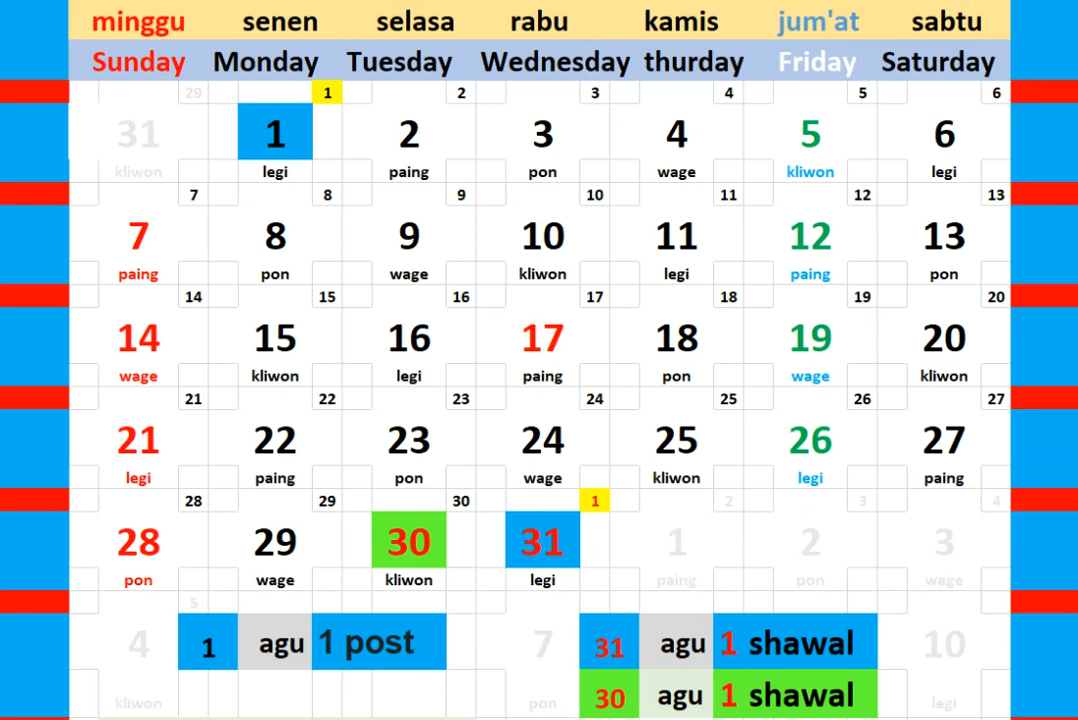 minggu senen selasa rabu kamis jum'at sabtu
Sunday Monday Tuesday Wednesday thurday Friday Saturday
29 1 2 3 4 5 6
31 1 2 3 4 5 6
kliwon legi paing pon wage kliwon legi
7 8 9 10 11 12 13
7 8 9 10 11 12 13
paing pon wage kliwon legi paing pon
14 15 16 17 18 19 20
14 15 16 17 18 19 20
wage kliwon legi paing pon wage kliwon
21 22 23 24 25 26 27
21 22 23 24 25 26 27
legi paing pon wage kliwon legi paing
28 29 30 1 2 3 4
28 29 30 31 1 2 3
pon wage kliwon legi paing pon wage
5
4 1 agu 1 post 7 31 agu 1 shawal 10
kliwon pon 30 agu 1 shawal legi